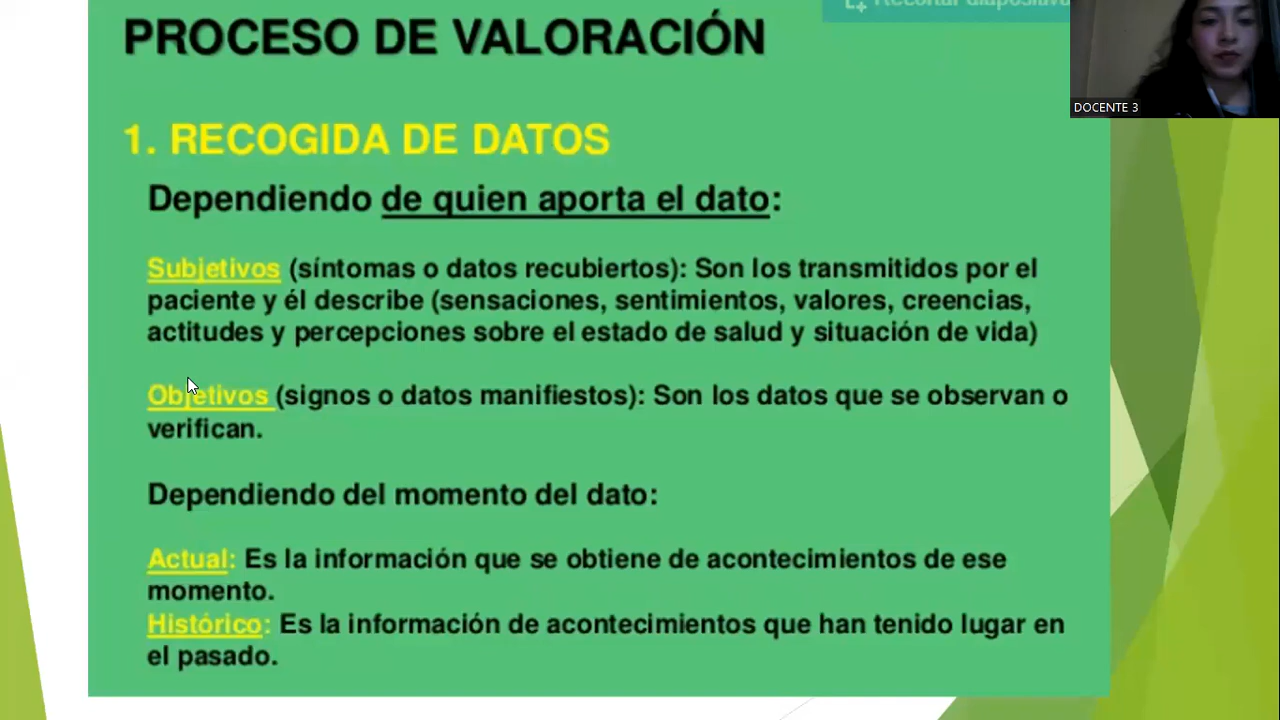 Recortar diapositiva
PROCESO DE VALORACIÓN
DOCENTE 3
1. RECOGIDA DE DATOS
Dependiendo de quien aporta el dato:
Subjetivos (síntomas o datos recubiertos): Son los transmitidos por el
paciente y él describe (sensaciones, sentimientos, valores, creencias,
actitudes y percepciones sobre el estado de salud y situación de vida)
Objetivos (signos o datos manifiestos): Son los datos que se observan o
verifican.
Dependiendo del momento del dato:
Actual: Es la información que se obtiene de acontecimientos de ese
momento.
Histórico: Es la información de acontecimientos que han tenido lugar en
el pasado.